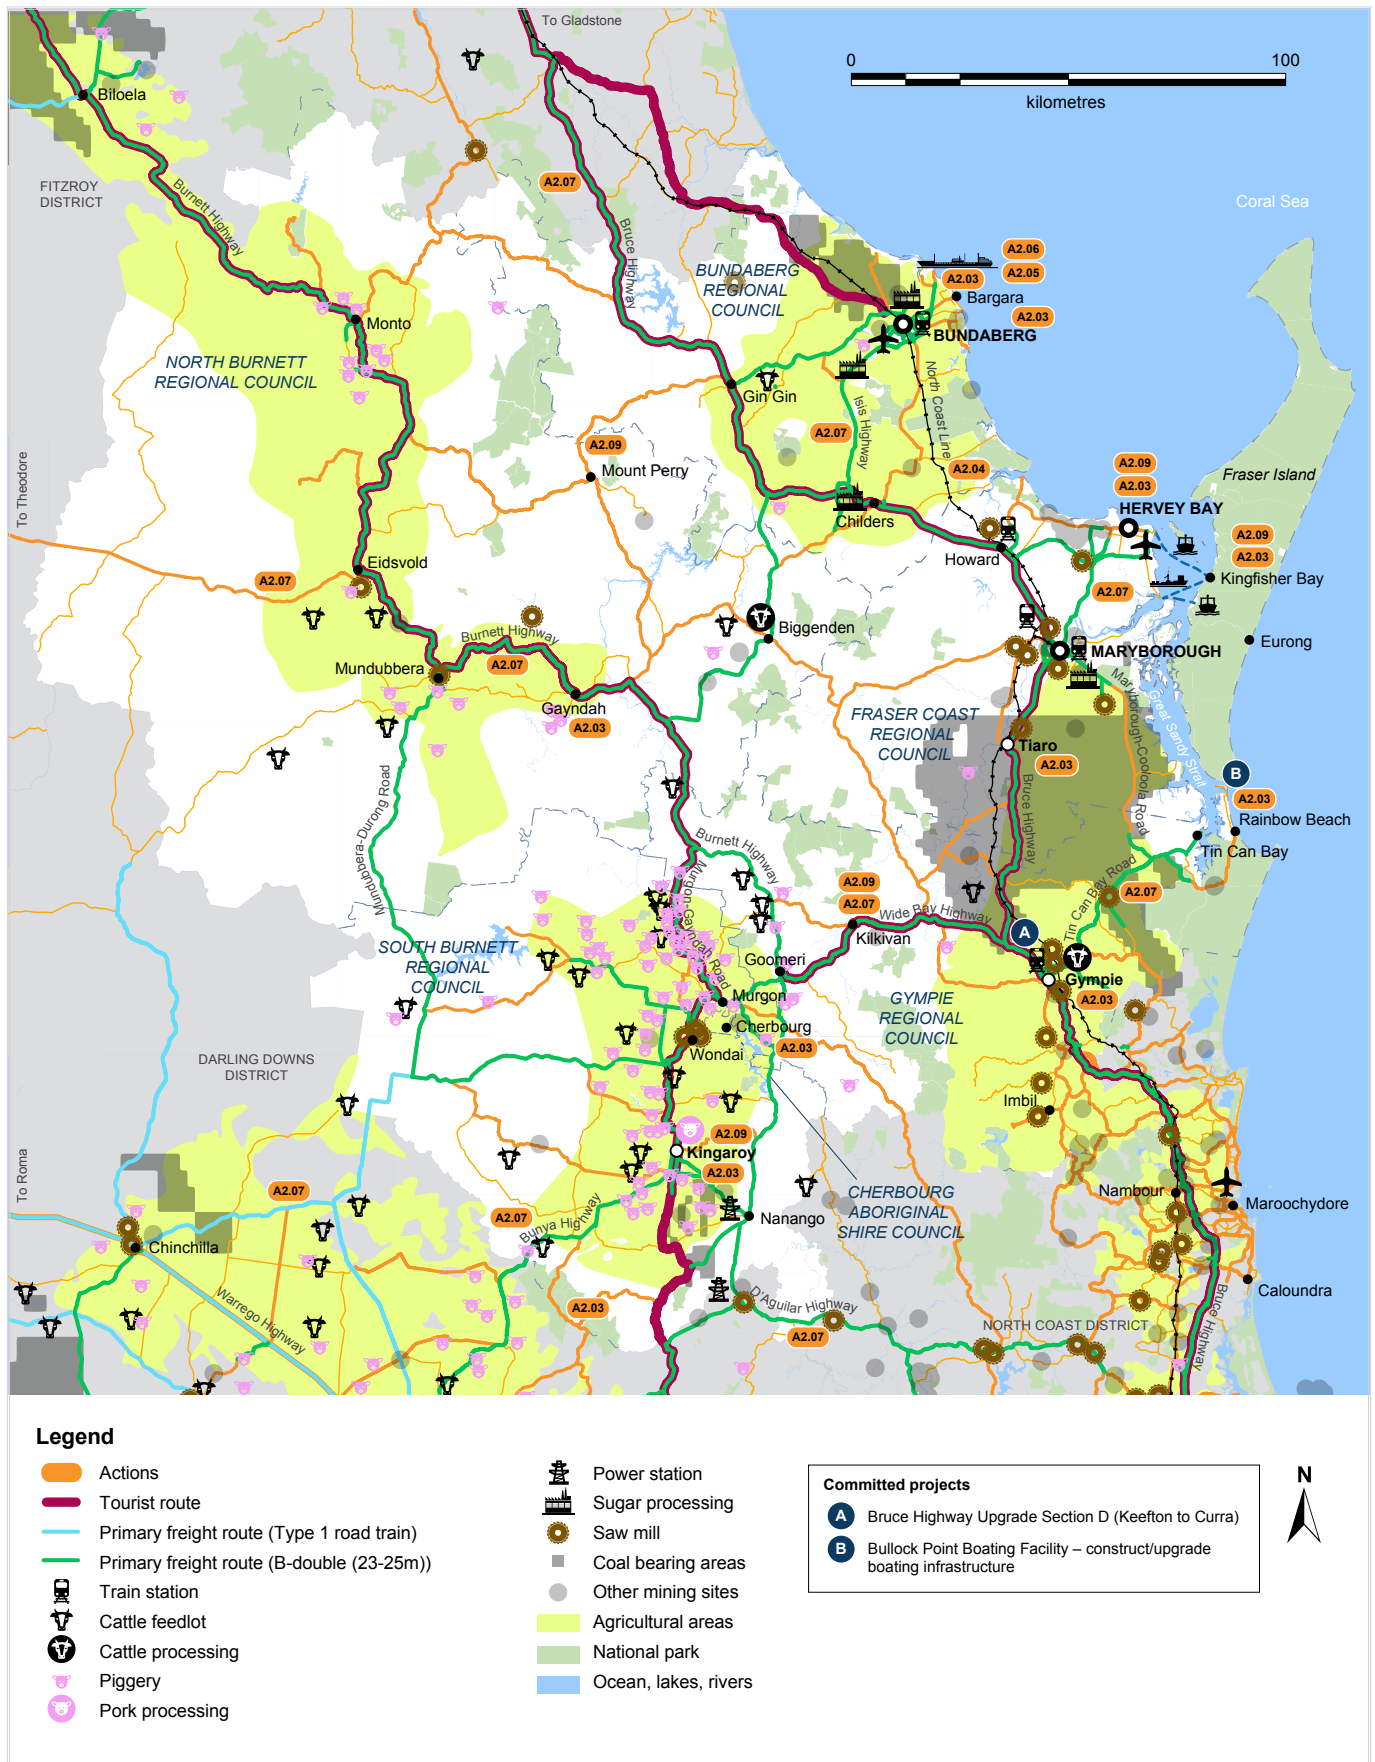 To Gladstone
0
100
kilometres
Biloela
FITZROY
DISTRICT
Burnett Highway
A2.07
Bruce Highway
Coral Sea
BUNDABERG
REGIONAL
COUNCIL
A2.06
A2.05
A2.03
Bargara
A2.03
BUNDABERG
Monto
NORTH BURNETT
REGIONAL COUNCIL
North Coast Line
Gin Gin
Isis Highway
A2.07
A2.09
Mount Perry
A2.04
To Theodore
A2.09
A2.03
HERVEY BAY
Fraser Island
Childers
Howard
A2.09
A2.03
Kingfisher Bay
Eidsvold
A2.07
A2.07
Biggenden
Eurong
Burnett Highway
A2.07
Mundubbera
MARYBOROUGH
Maryborough-Cooloola Road
Great Sandy Strait
Gayndah
A2.03
FRASER COAST
REGIONAL
COUNCIL
Tiaro
A2.03
Bruce Highway
B
A2.03
Rainbow Beach
Tin Can Bay
Mundubbera-Durong Road
Burnett Highway
Murgon-Gayndah Road
A2.09
A2.07
Wide Bay Highway
Kilkivan
Tin Can Bay Road
A2.07
A
SOUTH BURNETT
REGIONAL
COUNCIL
Goomeri
Gympie
A2.03
Murgon
Cherbourg
Wondai
A2.03
GYMPIE
REGIONAL
COUNCIL
DARLING DOWNS
DISTRICT
Imbil
A2.09
Kingaroy
A2.03
To Roma
A2.07
A2.07
Bunya Highway
Nanango
CHERBOURG
ABORIGINAL
SHIRE COUNCIL
Nambour
Maroochydore
Chinchilla
Warrego Highway
A2.03
D'Aguilar Highway
A2.07
NORTH COAST DISTRICT
Bruce Highway
Caloundra
Legend
Actions
Tourist route
Primary freight route (Type 1 road train)
Primary freight route (B-double (23-25m))
Train station
Cattle feedlot
Cattle processing
Piggery
Pork processing
Power station
Sugar processing
Saw mill
Coal bearing areas
Other mining sites
Agricultural areas
National park
Ocean, lakes, rivers
Committed projects
A Bruce Highway Upgrade Section D (Keefton to Curra)
B Bullock Point Boating Facility – construct/upgrade
boating infrastructure
N